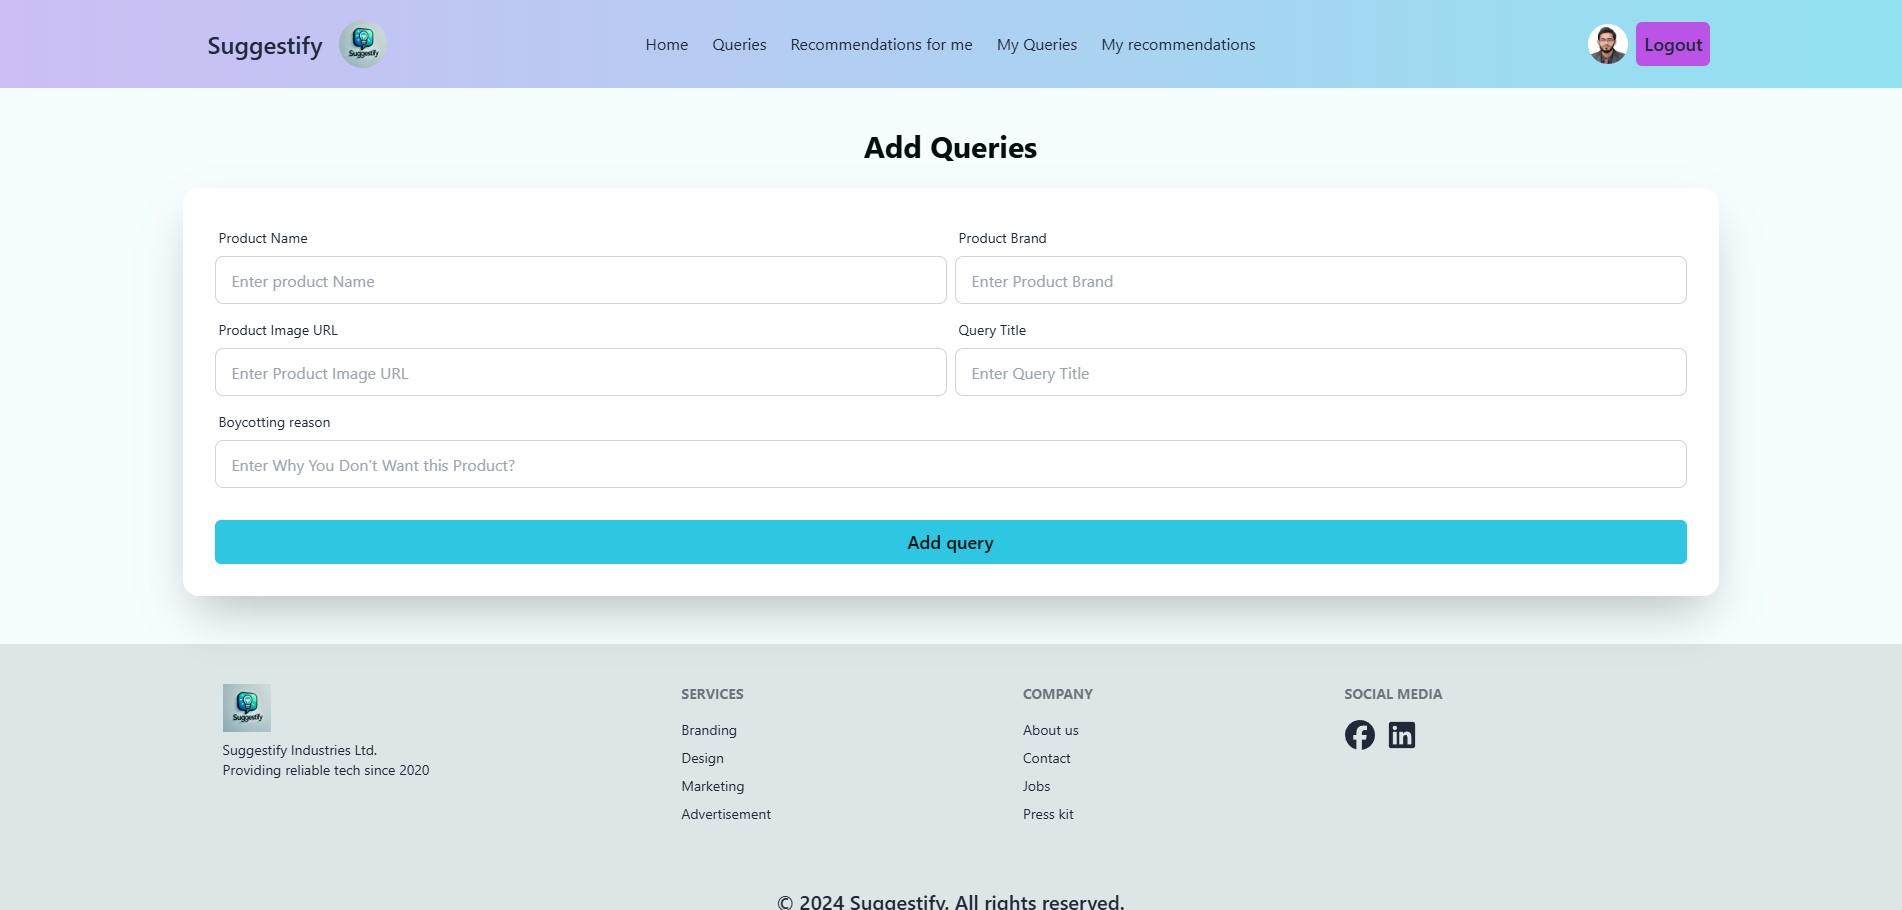 Suggestify
Suggestify
Home Queries Recommendations for me My Queries My recommendations
Logout
Add Queries
Product Name
Enter product Name
Product Brand
Enter Product Brand
Product Image URL
Enter Product Image URL
Query Title
Enter Query Title
Boycotting reason
Enter Why You Don't Want this Product?
Add query
Suggestify
Suggestify Industries Ltd.
Providing reliable tech since 2020
SERVICES
Branding
Design
Marketing
Advertisement
COMPANY
About us
Contact
Jobs
Press kit
SOCIAL MEDIA
© 2024 Suggestify. All rights reserved.